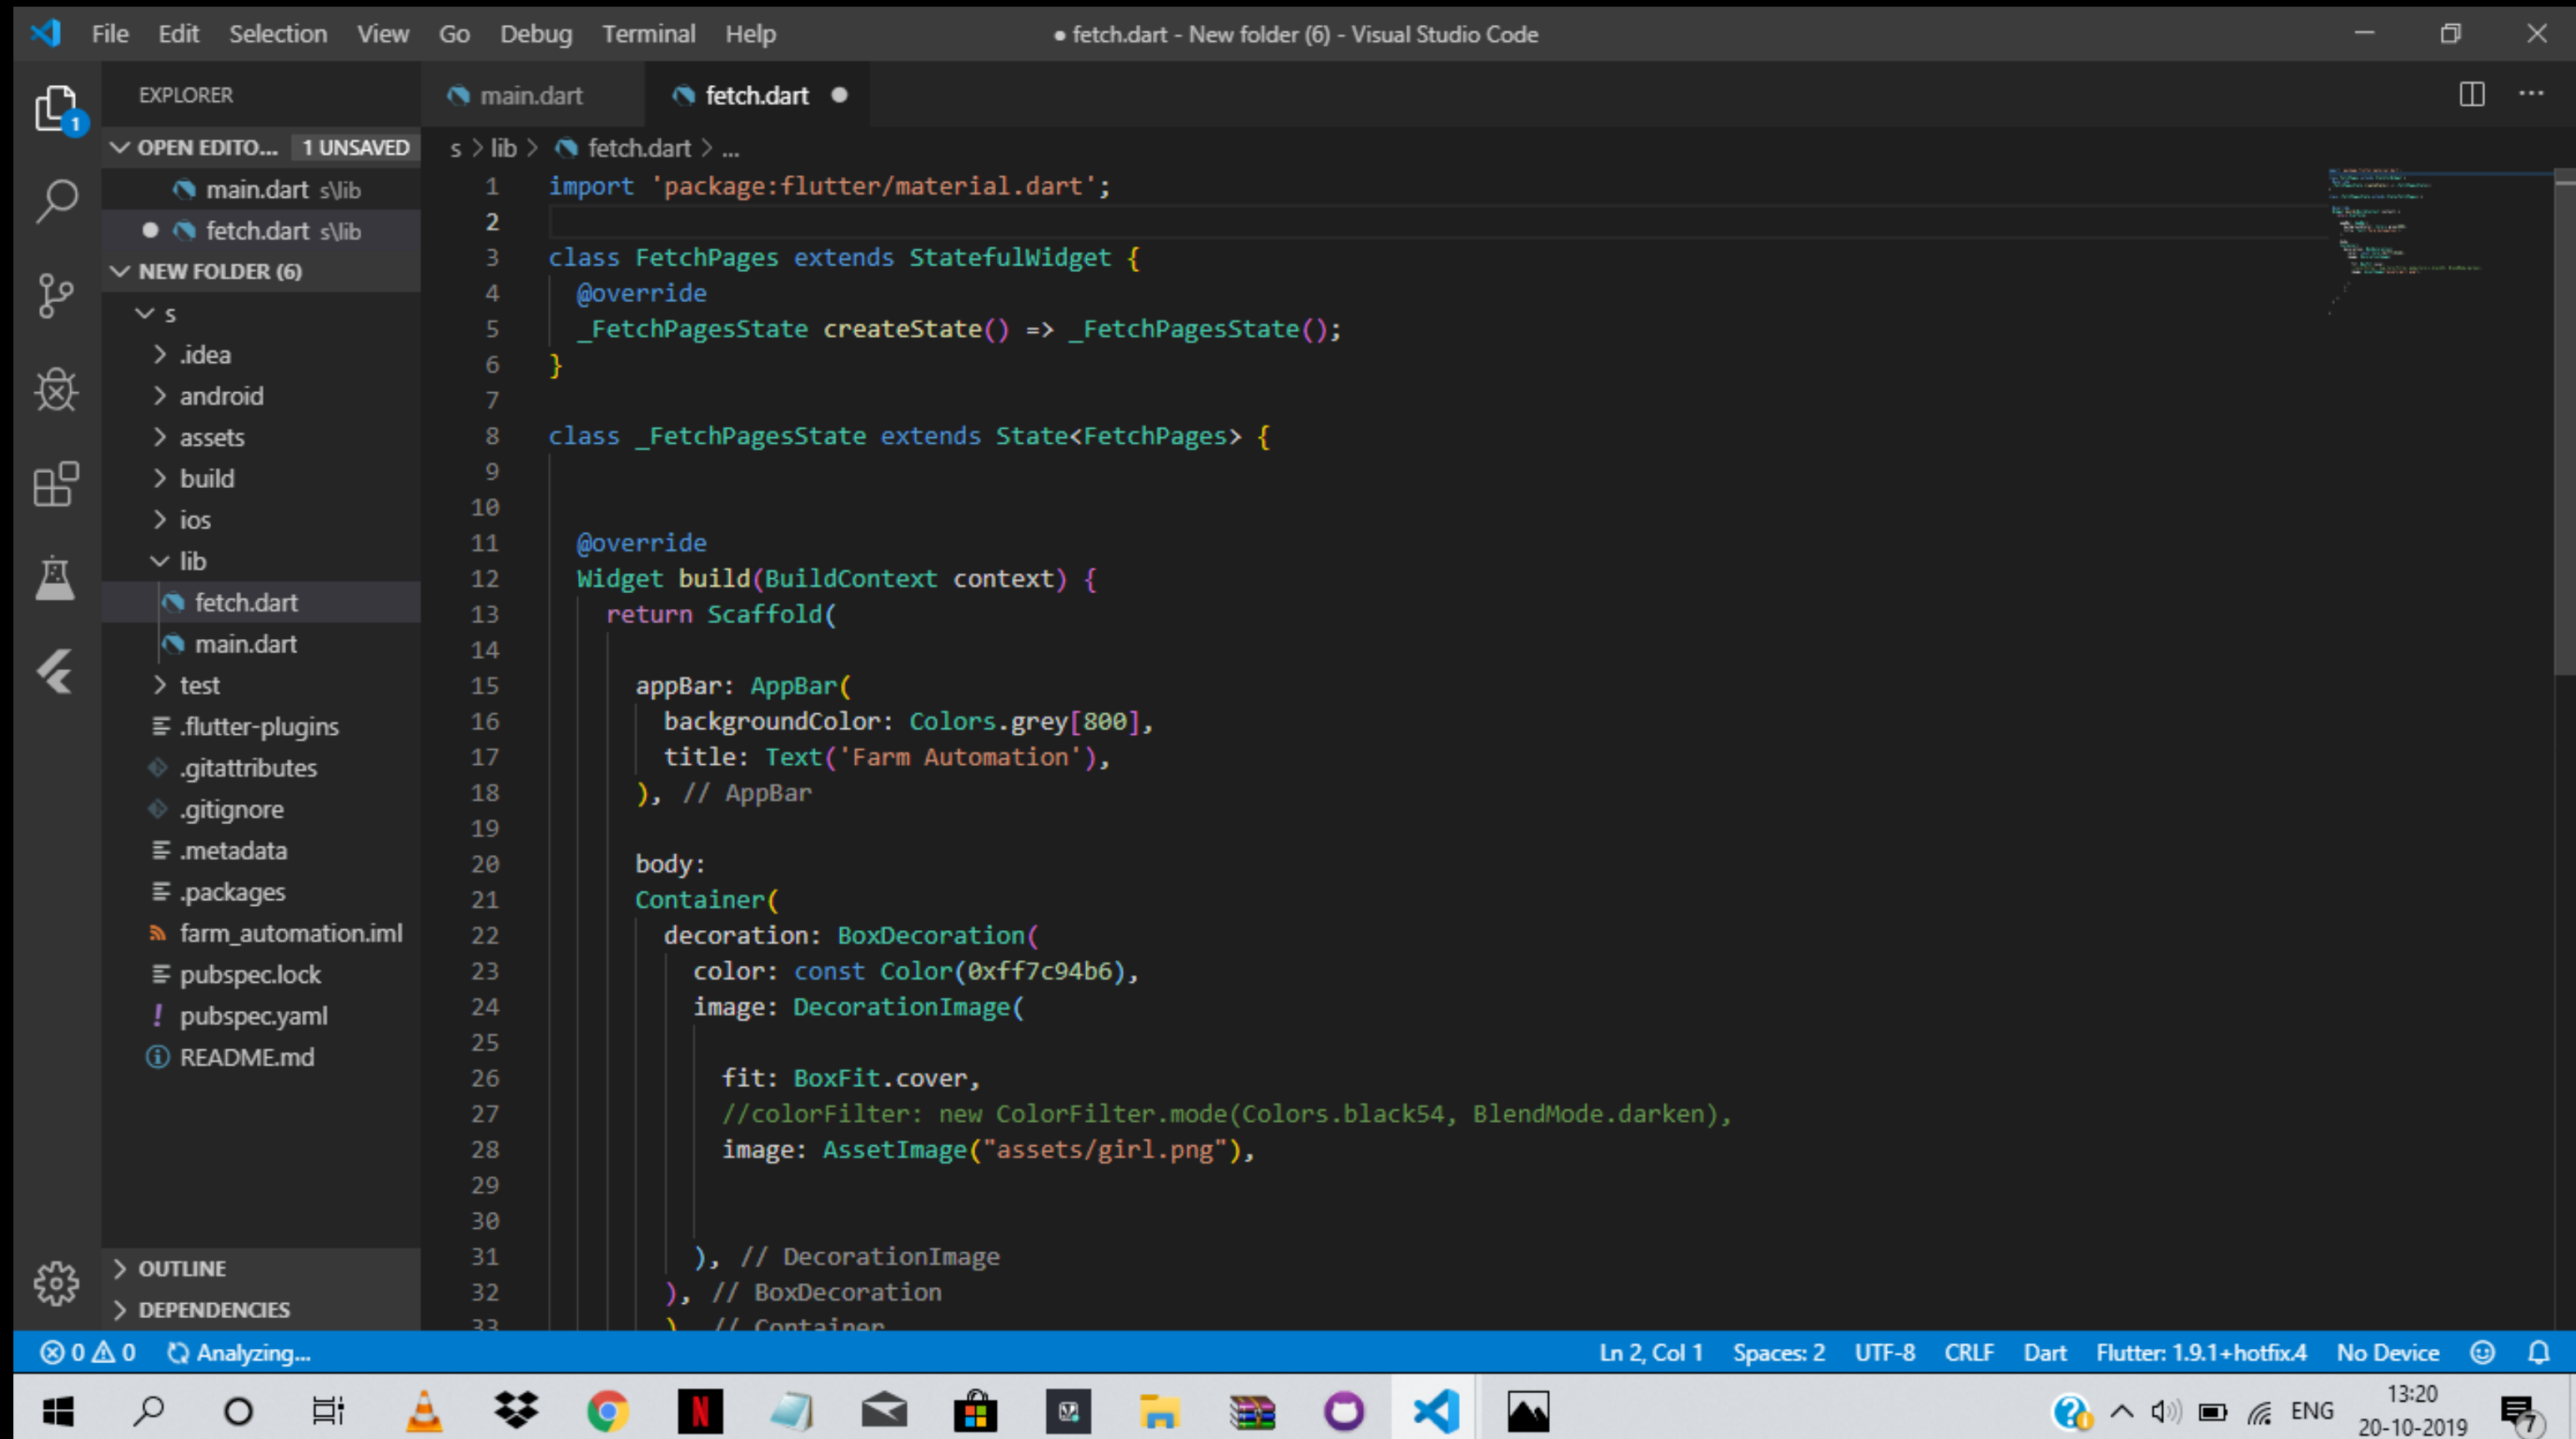 File Edit Selection View Go Debug Terminal Help
● fetch.dart - New folder (6) - Visual Studio Code
1
EXPLORER
OPEN EDITO... 1 UNSAVED
main.dart s\lib
● fetch.dart s\lib
NEW FOLDER (6)
s
.idea
android
assets
build
ios
lib
fetch.dart
main.dart
test
.flutter-plugins
.gitattributes
.gitignore
.metadata
.packages
farm_automation.iml
pubspec.lock
pubspec.yaml
README.md
OUTLINE
DEPENDENCIES
main.dart fetch.dart ●
s > lib > fetch.dart > ...
1 import 'package:flutter/material.dart';
2
3 class FetchPages extends StatefulWidget {
4 @override
5 _FetchPagesState createState() => _FetchPagesState();
6 }
7
8 class _FetchPagesState extends State<FetchPages> {
9
10
11 @override
12 Widget build(BuildContext context) {
13 return Scaffold(
14
15 appBar: AppBar(
16 backgroundColor: Colors.grey[800],
17 title: Text('Farm Automation'),
18 ), // AppBar
19
20 body:
21 Container(
22 decoration: BoxDecoration(
23 color: const Color(0xff7c94b6),
24 image: DecorationImage(
25
26 fit: BoxFit.cover,
27 //colorFilter: new ColorFilter.mode(Colors.black54, BlendMode.darken),
28 image: AssetImage("assets/girl.png"),
29
30
31 ), // DecorationImage
32 ), // BoxDecoration
33 ) // Container
0 0 Analyzing... Ln 2, Col 1 Spaces: 2 UTF-8 CRLF Dart Flutter: 1.9.1+hotfix.4 No Device
ENG 13:20
20-10-2019
7